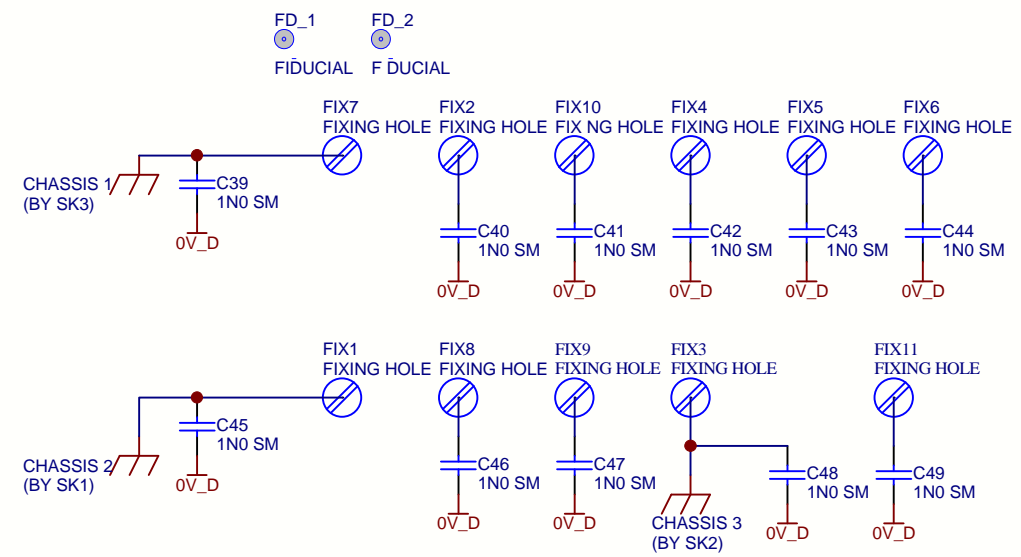 FD_1 FD_2
FIDUCIAL F DUCIAL
FIX7 FIX2 FIX10 FIX4 FIX5 FIX6
FIXING HOLE FIXING HOLE FIX NG HOLE FIXING HOLE FIXING HOLE FIXING HOLE
CHASSIS 1 C39
(BY SK3) 1N0 SM
0V_D
C40 C41 C42 C43 C44
1N0 SM 1N0 SM 1N0 SM 1N0 SM 1N0 SM
0V_D 0V_D 0V_D 0V_D 0V_D
FIX1 FIX8 FIX9 FIX3 FIX11
FIXING HOLE FIXING HOLE FIXING HOLE FIXING HOLE FIXING HOLE
C45
1N0 SM
CHASSIS 2 C46 C47 C48 C49
(BY SK1) 0V_D 1N0 SM 1N0 SM 1N0 SM 1N0 SM
0V_D 0V_D CHASSIS 3 0V_D 0V_D
(BY SK2)